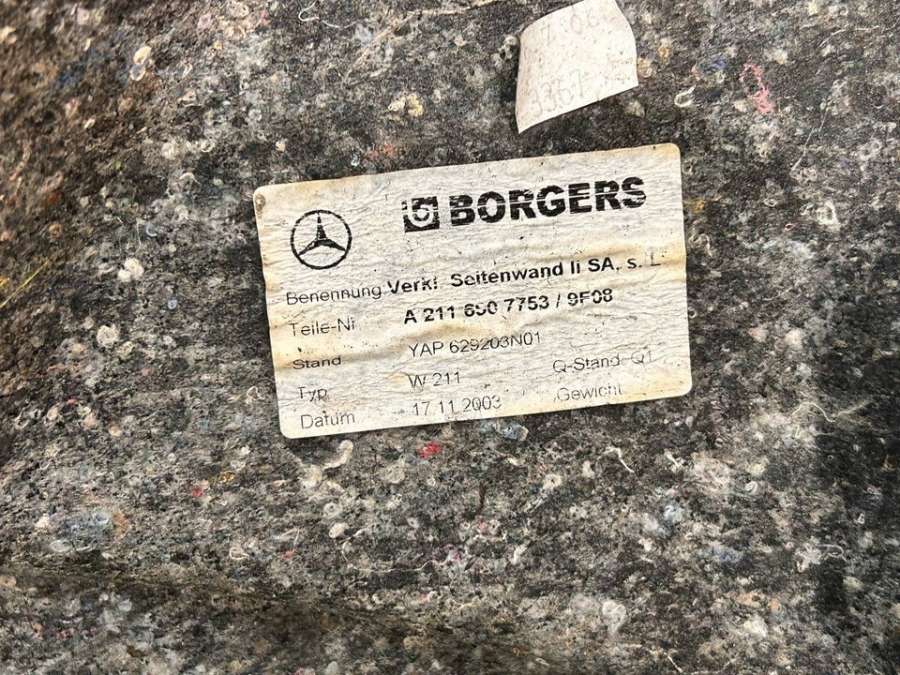 BORGERS
Benennung Verkl Seitenwand li SA, s. L
Teile-Nr A 211 690 7753 / 9F08
Stand YAP 629203N01
Typ W 211 Q-Stand Q1
Datum 17 11 2003 Gewicht